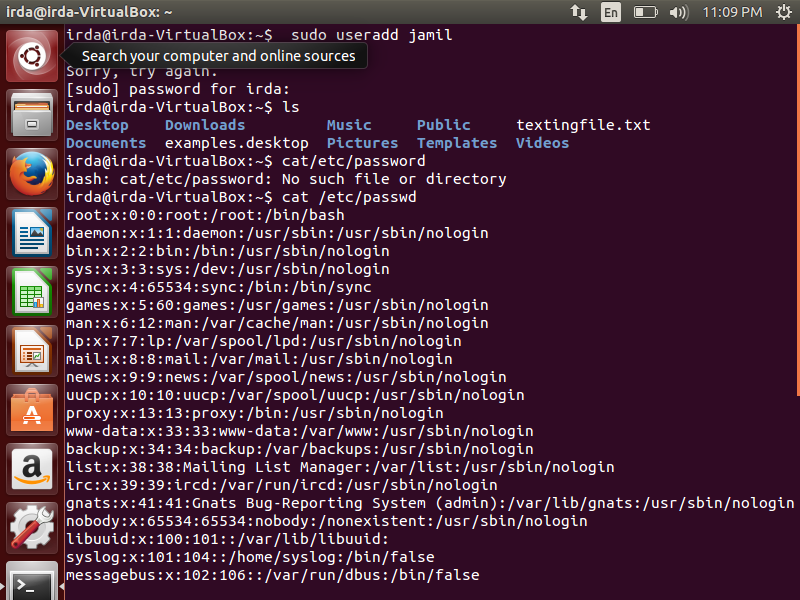 irda@irda-VirtualBox: ~
En
11:09 PM
irda@irda-VirtualBox:~$  sudo useradd jamil
Search your computer and online sources
Sorry, try again.
[sudo] password for irda:
irda@irda-VirtualBox:~$ ls
Desktop    Downloads         Music     Public     textingfile.txt
Documents  examples.desktop  Pictures  Templates  Videos
irda@irda-VirtualBox:~$ cat/etc/password
bash: cat/etc/password: No such file or directory
irda@irda-VirtualBox:~$ cat /etc/passwd
root:x:0:0:root:/root:/bin/bash
daemon:x:1:1:daemon:/usr/sbin:/usr/sbin/nologin
bin:x:2:2:bin:/bin:/usr/sbin/nologin
sys:x:3:3:sys:/dev:/usr/sbin/nologin
sync:x:4:65534:sync:/bin:/bin/sync
games:x:5:60:games:/usr/games:/usr/sbin/nologin
man:x:6:12:man:/var/cache/man:/usr/sbin/nologin
lp:x:7:7:lp:/var/spool/lpd:/usr/sbin/nologin
mail:x:8:8:mail:/var/mail:/usr/sbin/nologin
news:x:9:9:news:/var/spool/news:/usr/sbin/nologin
uucp:x:10:10:uucp:/var/spool/uucp:/usr/sbin/nologin
proxy:x:13:13:proxy:/bin:/usr/sbin/nologin
www-data:x:33:33:www-data:/var/www:/usr/sbin/nologin
backup:x:34:34:backup:/var/backups:/usr/sbin/nologin
list:x:38:38:Mailing List Manager:/var/list:/usr/sbin/nologin
irc:x:39:39:ircd:/var/run/ircd:/usr/sbin/nologin
gnats:x:41:41:Gnats Bug-Reporting System (admin):/var/lib/gnats:/usr/sbin/nologin
nobody:x:65534:65534:nobody:/nonexistent:/usr/sbin/nologin
libuuid:x:100:101::/var/lib/libuuid:
syslog:x:101:104::/home/syslog:/bin/false
messagebus:x:102:106::/var/run/dbus:/bin/false